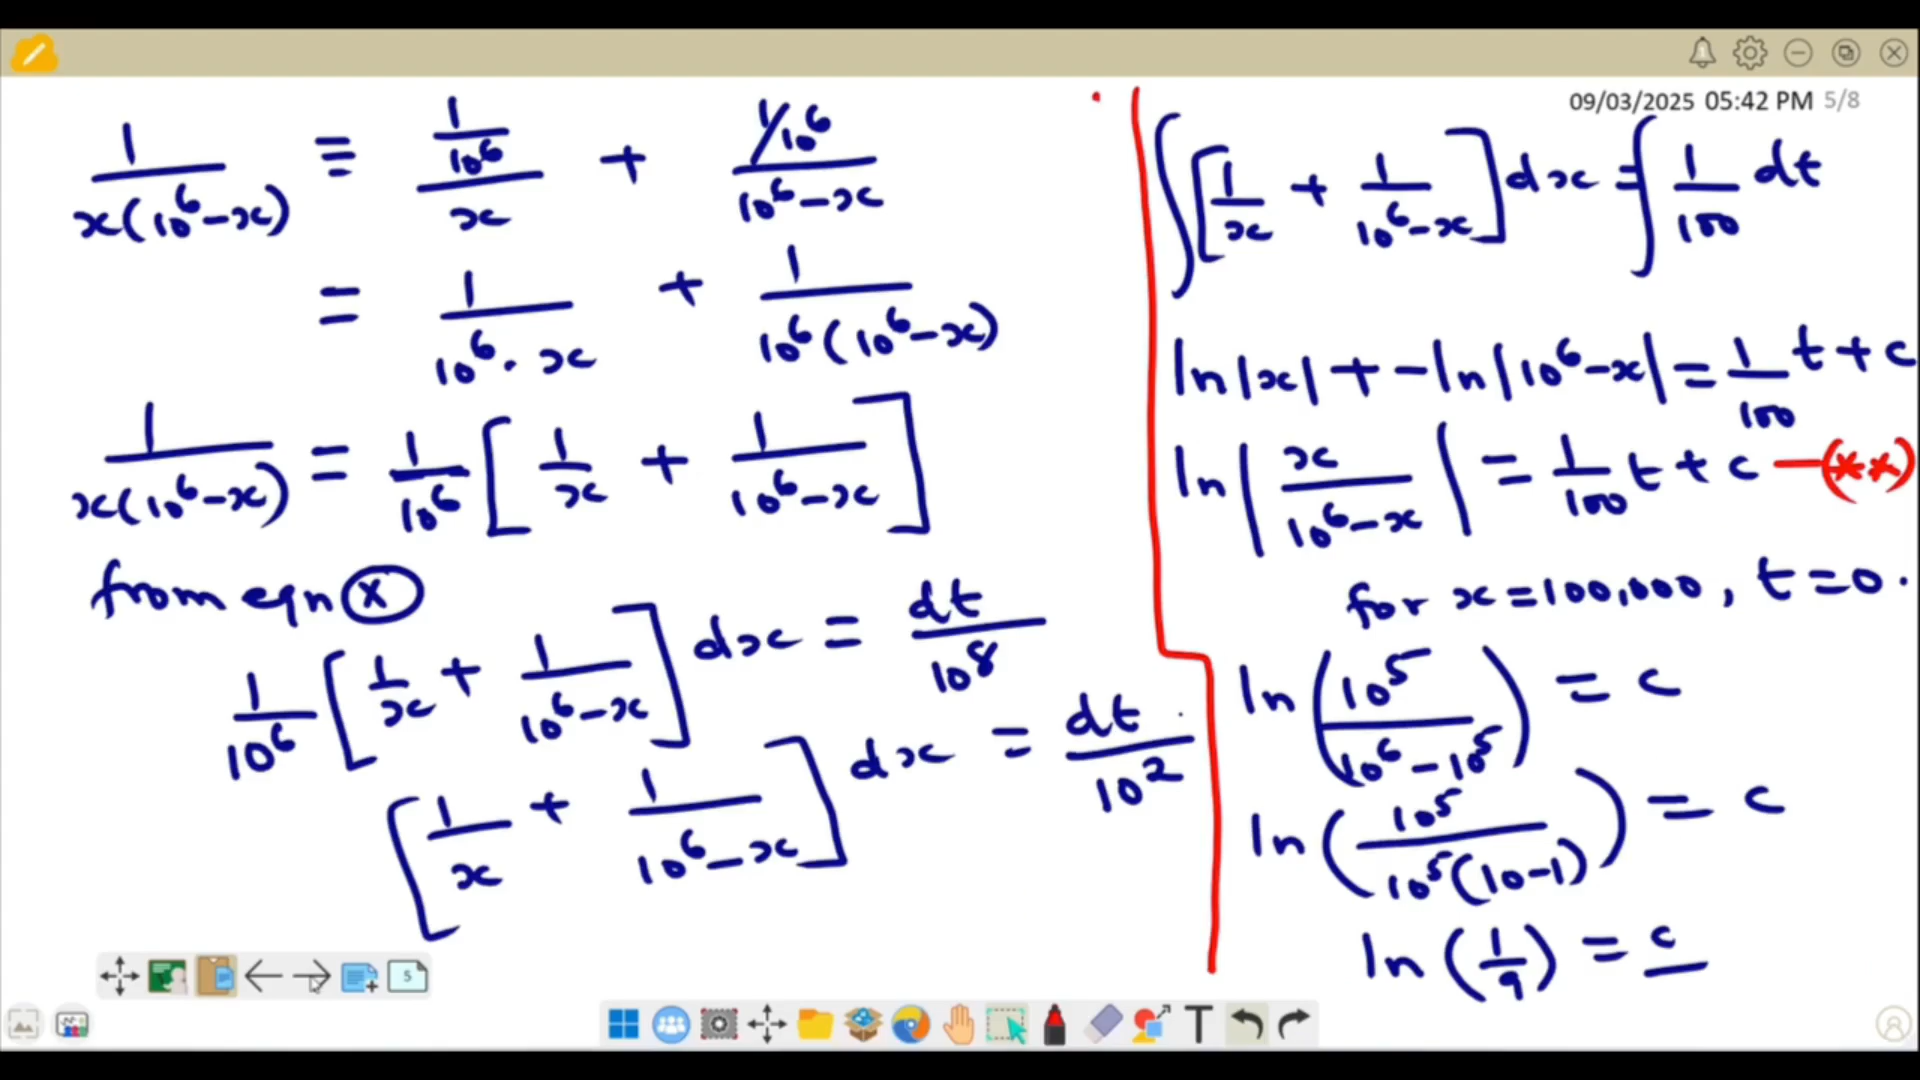 09/03/2025 05:42 PM 5/8
1/(x(10⁶-x)) ≡ (1/10⁶)/x + (1/10⁶)/(10⁶-x)
= 1/(10⁶·x) + 1/(10⁶(10⁶-x))
1/(x(10⁶-x)) = 1/10⁶ [1/x + 1/(10⁶-x)]
from eqn (x)
1/10⁶ [1/x + 1/(10⁶-x)] dx = dt/10⁸
[1/x + 1/(10⁶-x)] dx = dt/10²
∫[1/x + 1/(10⁶-x)] dx = ∫ 1/100 dt
ln|x| + -ln|10⁶-x| = 1/100 t + c
ln|x/(10⁶-x)| = 1/100 t + c —(**)
for x=100,000, t=0.
ln(10⁵/(10⁶-10⁵)) = c
ln(10⁵/(10⁵(10-1))) = c
ln(1/9) = c
5
T